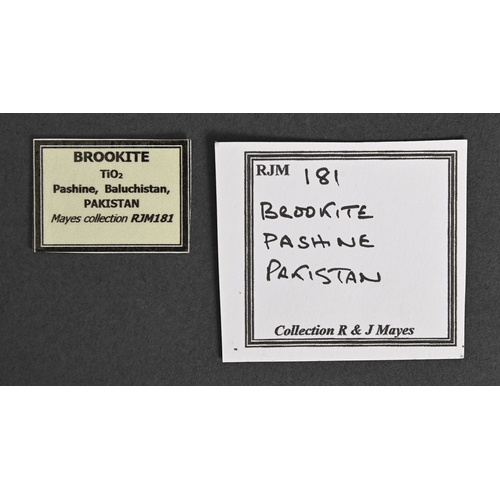 BROOKITE
TiO₂
Pashine, Baluchistan,
PAKISTAN
Mayes collection RJM181
RJM 181
BROOKITE
PASHINE
PAKISTAN
Collection R & J Mayes